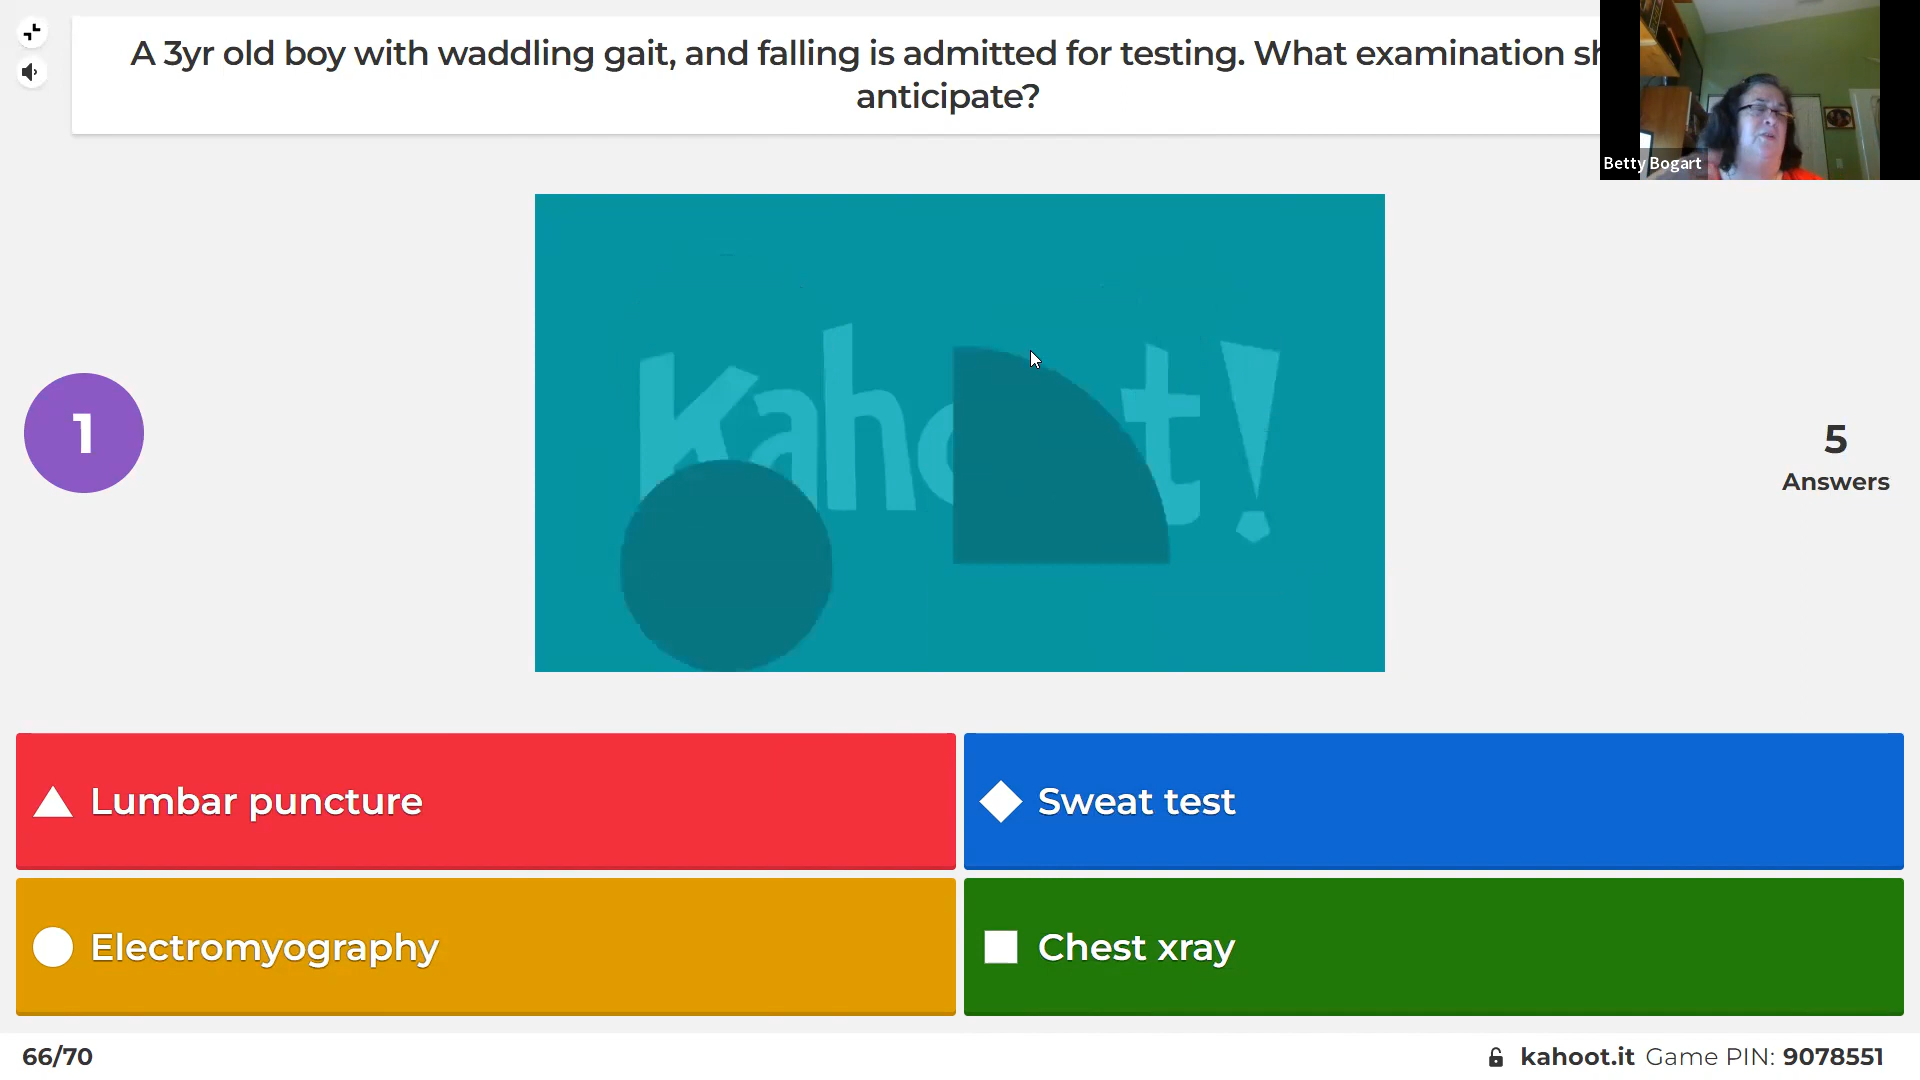 A 3yr old boy with waddling gait, and falling is admitted for testing. What examination
anticipate?
Betty Bogart
Kahoot!
1
5
Answers
Lumbar puncture
Sweat test
Electromyography
Chest xray
66/70
kahoot.it Game PIN: 9078551